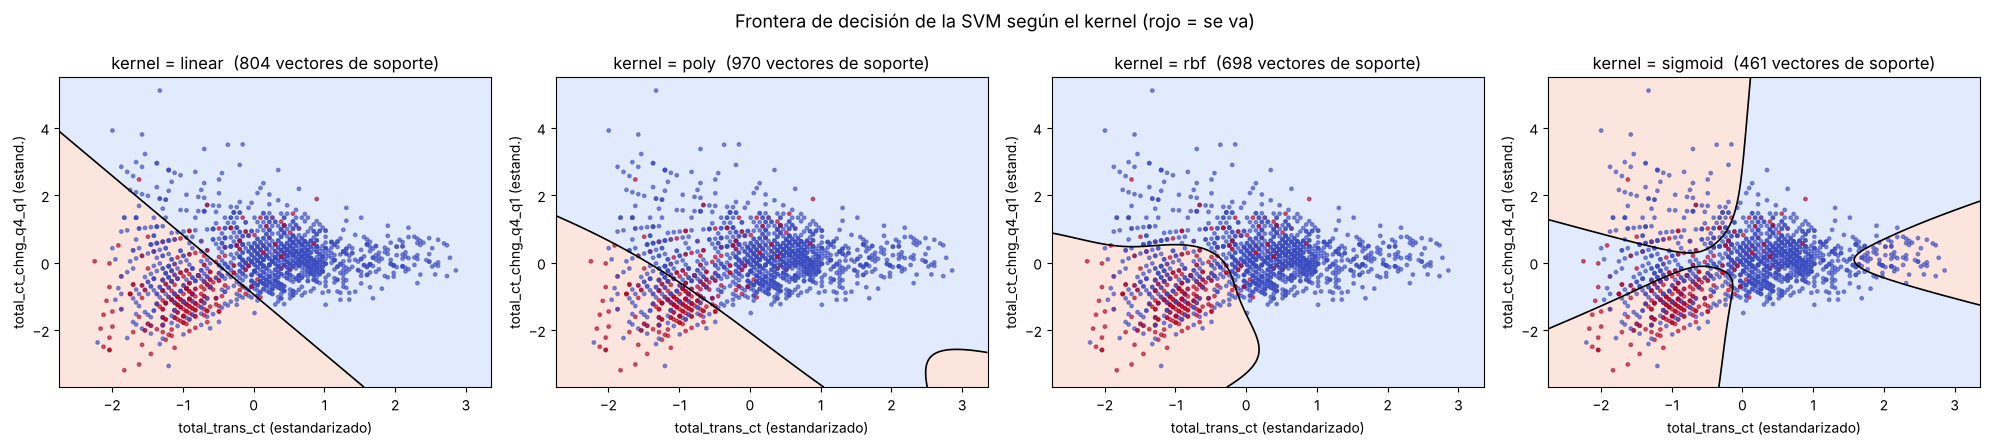 Frontera de decisión de la SVM según el kernel (rojo = se va)
kernel = linear (804 vectores de soporte)
total_ct_chng_q4_q1 (estand.)
4
2
0
−2
−2 −1 0 1 2 3
total_trans_ct (estandarizado)
kernel = poly (970 vectores de soporte)
total_ct_chng_q4_q1 (estand.)
4
2
0
−2
−2 −1 0 1 2 3
total_trans_ct (estandarizado)
kernel = rbf (698 vectores de soporte)
total_ct_chng_q4_q1 (estand.)
4
2
0
−2
−2 −1 0 1 2 3
total_trans_ct (estandarizado)
kernel = sigmoid (461 vectores de soporte)
total_ct_chng_q4_q1 (estand.)
4
2
0
−2
−2 −1 0 1 2 3
total_trans_ct (estandarizado)